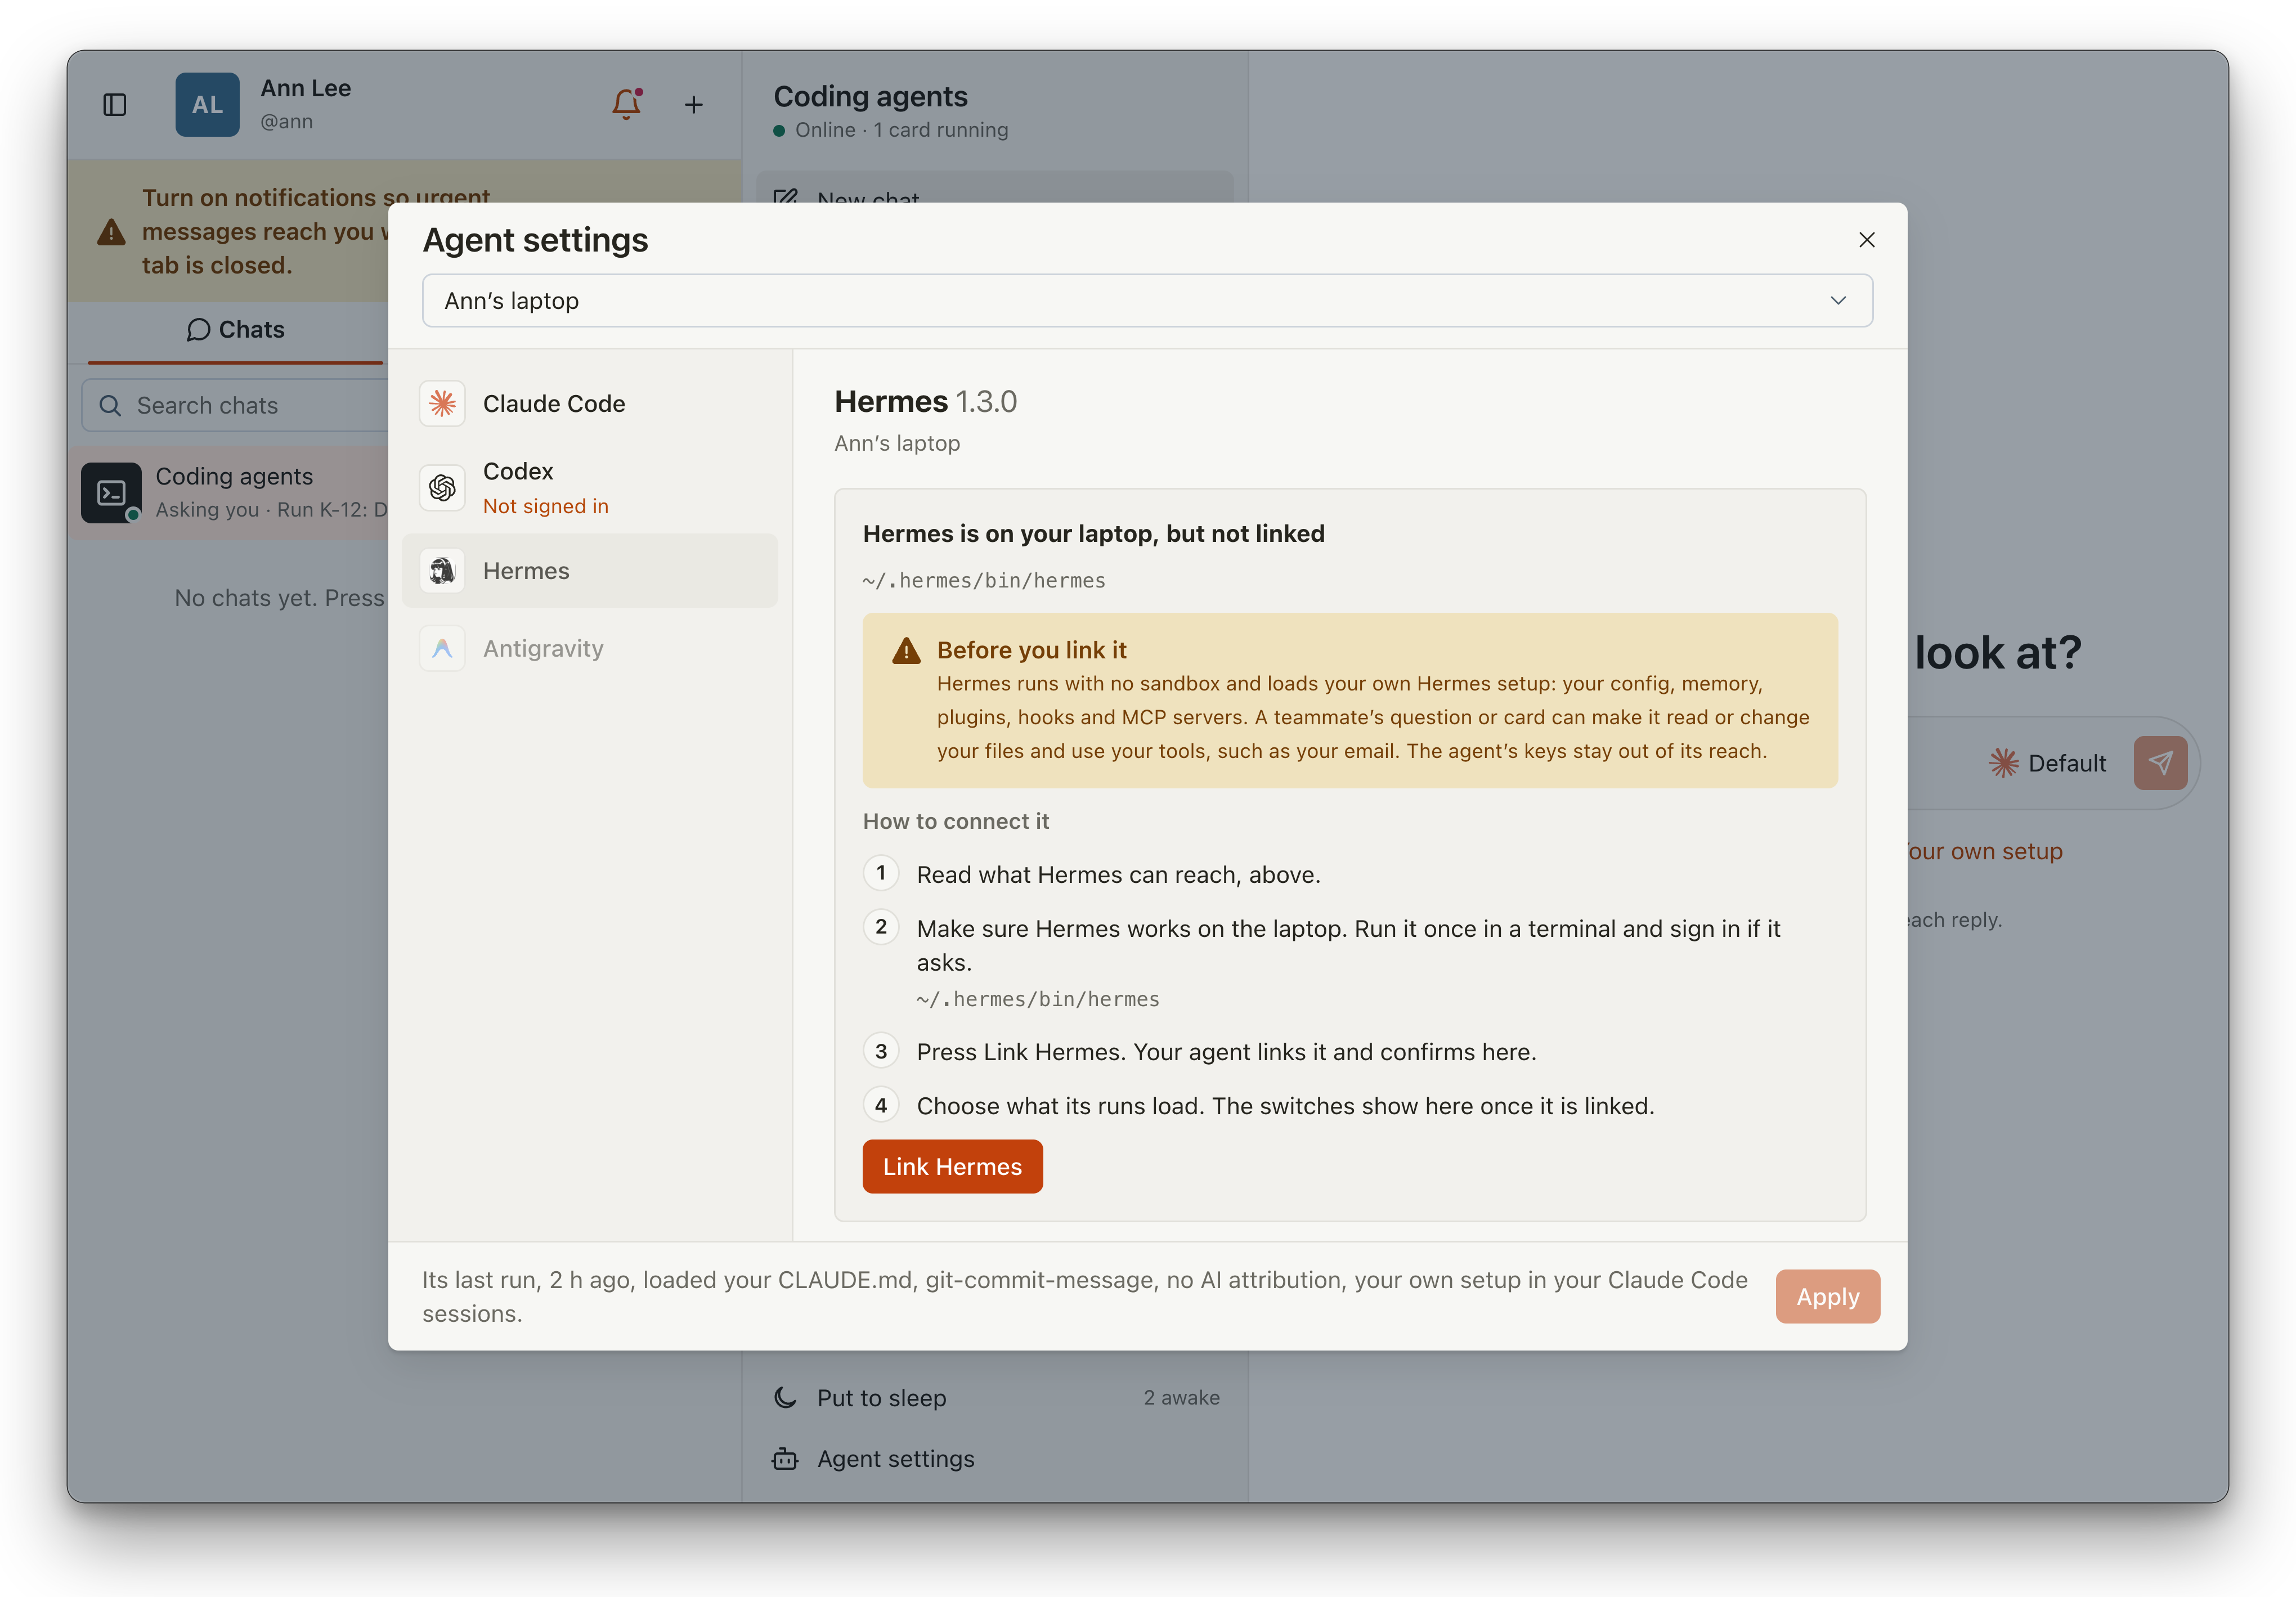 AL
Ann Lee
@ann
Turn on notifications so urgent
messages reach you
tab is closed.
Chats
Search chats
Coding agents
Asking you · Run K-12:
No chats yet. Press
Coding agents
Online · 1 card running
New chat
Agent settings
Ann’s laptop
Claude Code
Codex
Not signed in
Hermes
Antigravity
Hermes 1.3.0
Ann’s laptop
Hermes is on your laptop, but not linked
~/.hermes/bin/hermes
Before you link it
Hermes runs with no sandbox and loads your own Hermes setup: your config, memory,
plugins, hooks and MCP servers. A teammate’s question or card can make it read or change
your files and use your tools, such as your email. The agent’s keys stay out of its reach.
How to connect it
1 Read what Hermes can reach, above.
2 Make sure Hermes works on the laptop. Run it once in a terminal and sign in if it
asks.
~/.hermes/bin/hermes
3 Press Link Hermes. Your agent links it and confirms here.
4 Choose what its runs load. The switches show here once it is linked.
Link Hermes
Its last run, 2 h ago, loaded your CLAUDE.md, git-commit-message, no AI attribution, your own setup in your Claude Code
sessions.
Apply
look at?
Default
own setup
each reply.
Put to sleep
2 awake
Agent settings